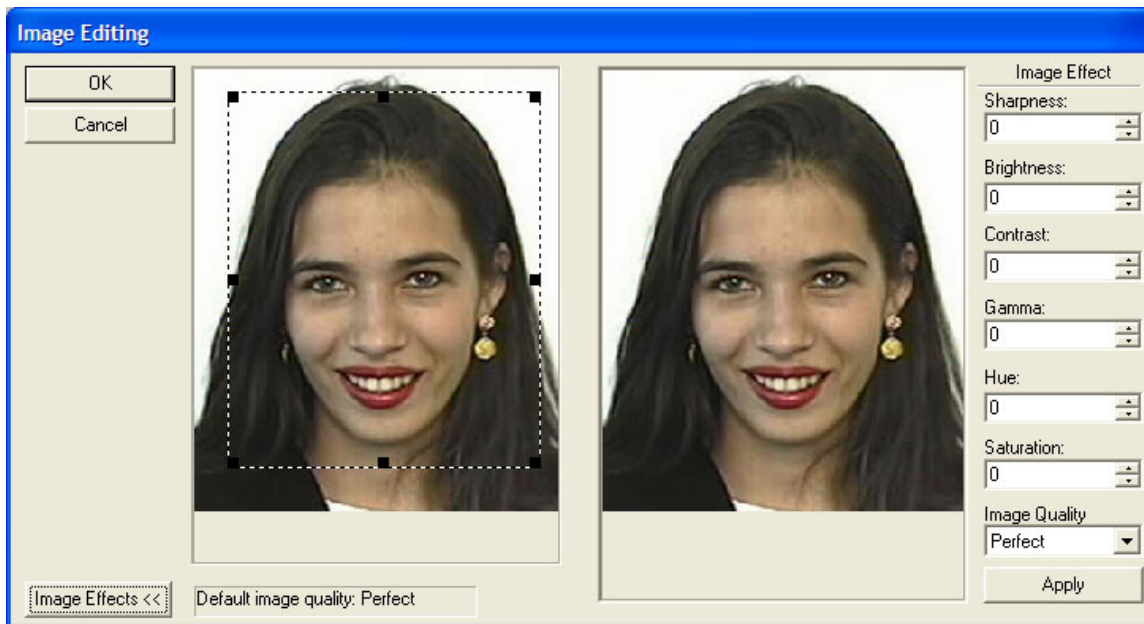 Image Editing
OK
Cancel
Image Effects <<
Default image quality: Perfect
Image Effect
Sharpness:
0
Brightness:
0
Contrast:
0
Gamma:
0
Hue:
0
Saturation:
0
Image Quality
Perfect
Apply